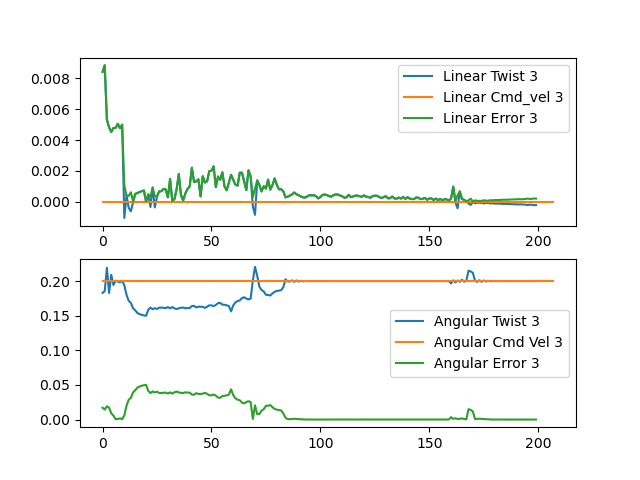 0.008
0.006
0.004
0.002
0.000
Linear Twist 3
Linear Cmd_vel 3
Linear Error 3
0 50 100 150 200
0.20
0.15
0.10
0.05
0.00
Angular Twist 3
Angular Cmd Vel 3
Angular Error 3
0 50 100 150 200